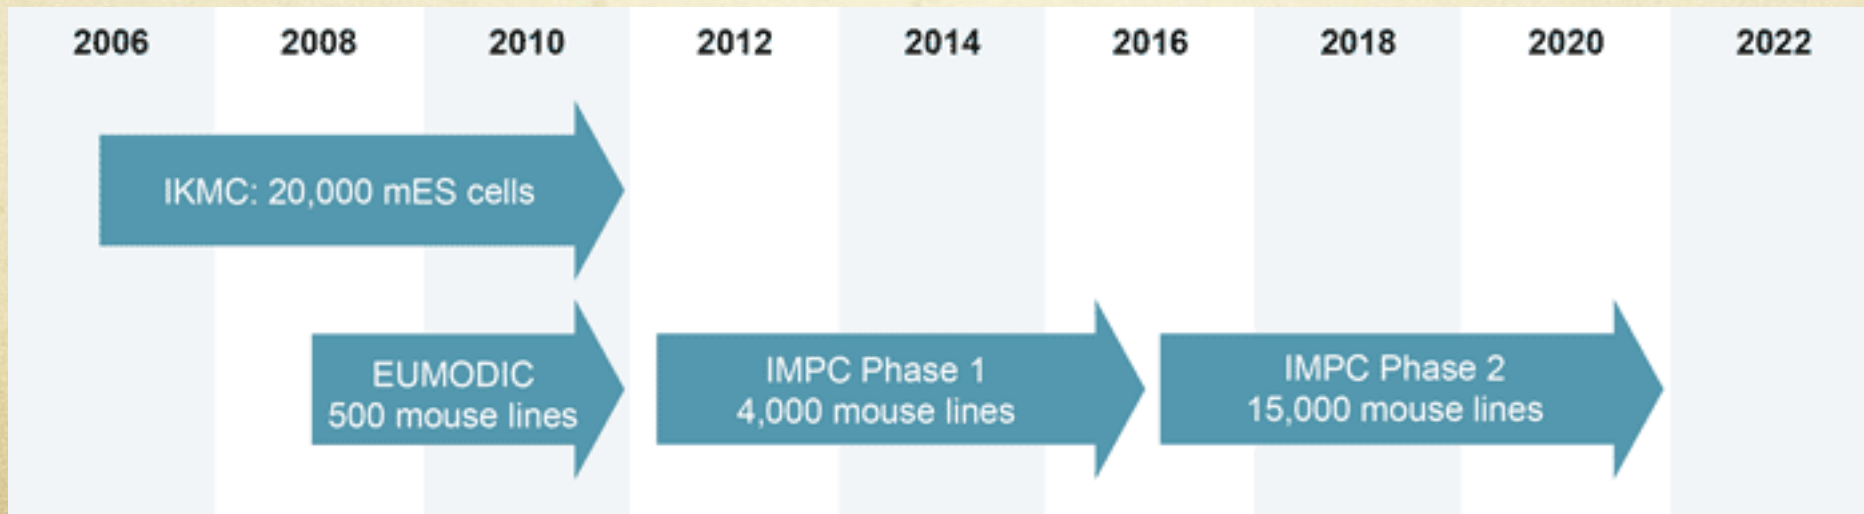 2006 2008 2010 2012 2014 2016 2018 2020 2022
IKMC: 20,000 mES cells
EUMODIC
500 mouse lines
IMPC Phase 1
4,000 mouse lines
IMPC Phase 2
15,000 mouse lines